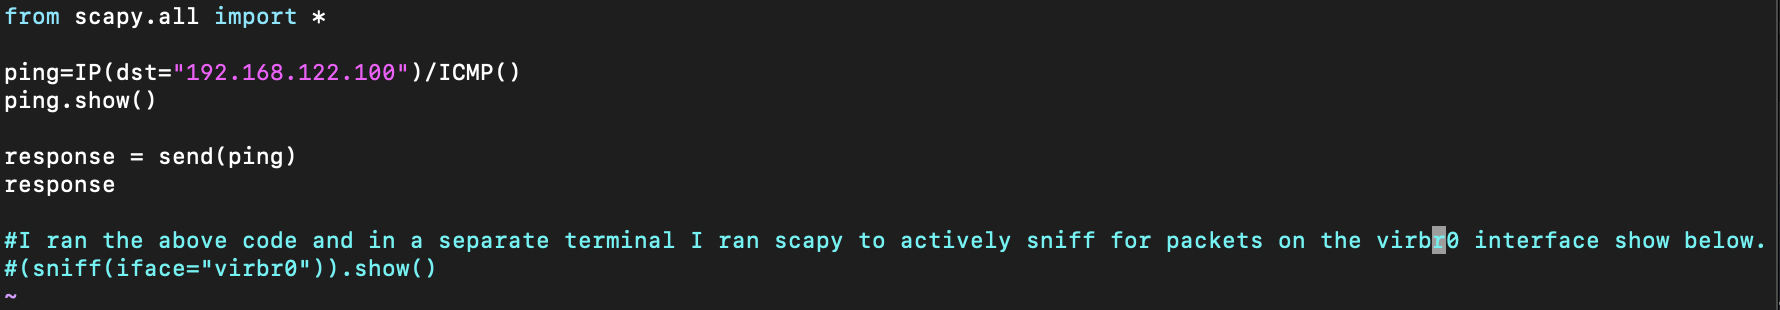 from scapy.all import *
ping=IP(dst="192.168.122.100")/ICMP()
ping.show()
response = send(ping)
response
#I ran the above code and in a separate terminal I ran scapy to actively sniff for packets on the virbr0 interface show below.
#(sniff(iface="virbr0")).show()
~